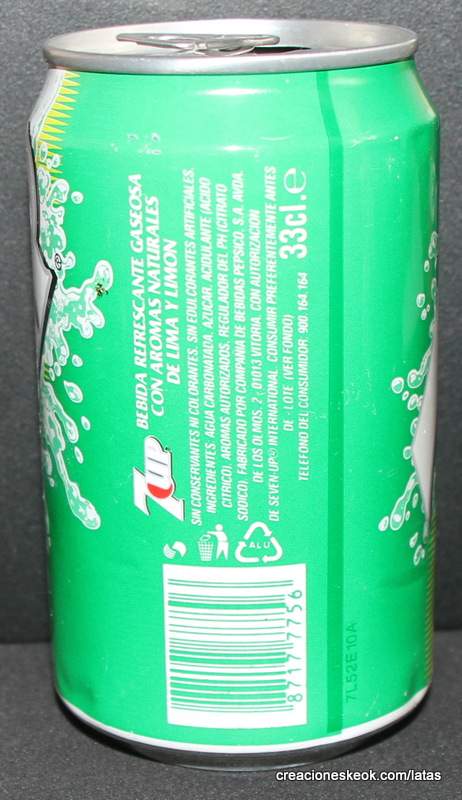 7up
BEBIDA REFRESCANTE GASEOSA
CON AROMAS NATURALES
DE LIMA Y LIMON
SIN CONSERVANTES NI COLORANTES. SIN EDULCORANTES ARTIFICIALES.
INGREDIENTES: AGUA CARBONATADA, AZUCAR, ACIDULANTE (ACIDO
CITRICO), AROMAS AUTORIZADOS, REGULADOR DEL PH (CITRATO
SODICO). FABRICADO POR COMPAÑIA DE BEBIDAS PEPSICO, S.A. AVDA.
DE LOS OLMOS, 2 (01013 VITORIA), CON AUTORIZACION
DE SEVEN-UP® INTERNATIONAL. CONSUMIR PREFERENTEMENTE ANTES
DE - LOTE (VER FONDO)
TELEFONO DEL CONSUMIDOR: 900 164 164
33cl. e
ALU
8717 7756
7L52E10A
creacioneskeok.com/latas